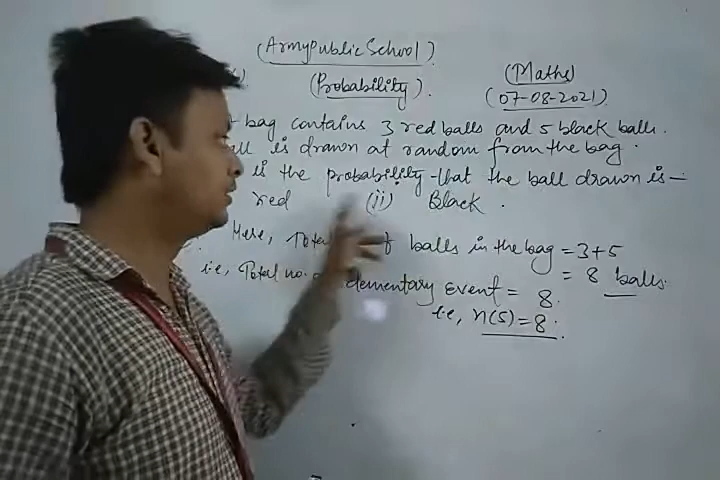 (Army Public School)
(Probability). (Maths)
(07-08-2021)
bag contains 3 red balls and 5 black balls.
is drawn at random from the bag.
is the probability that the ball drawn is -
red (ii) Black.
Here, Total of balls in the bag = 3+5
= 8 balls.
i.e, Total no. elementary event = 8.
i.e, n(S) = 8.